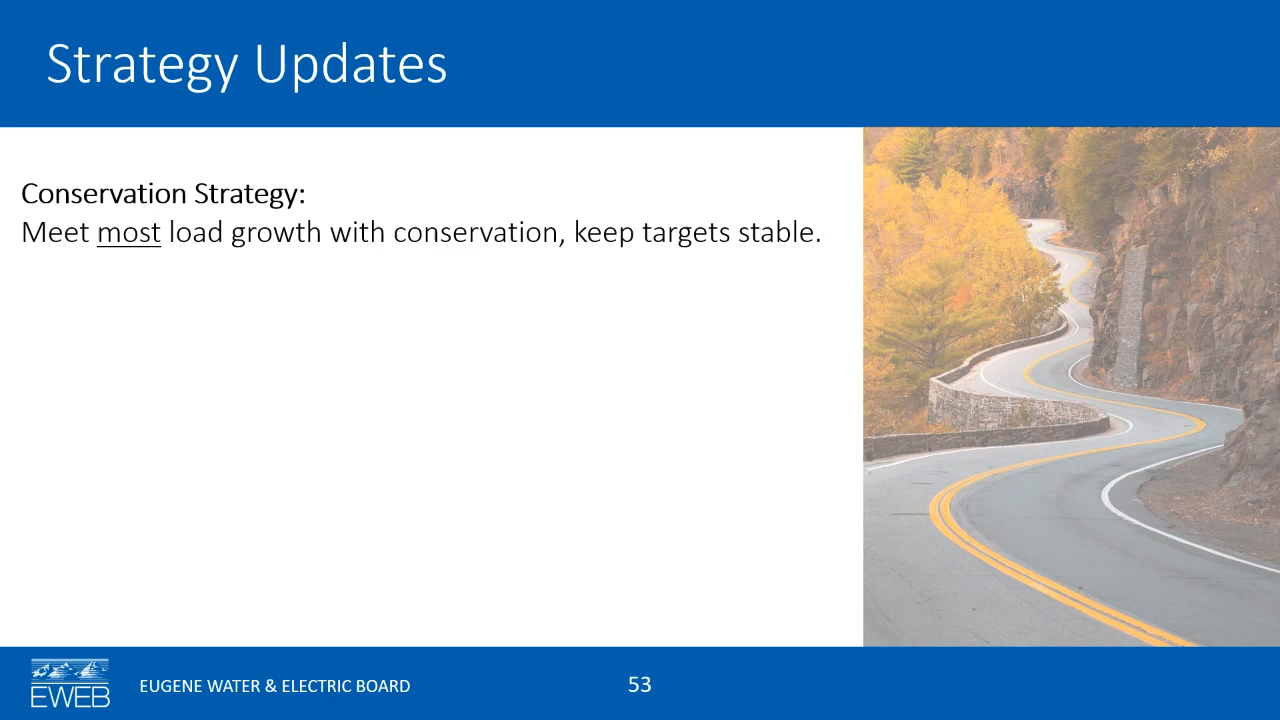 Strategy Updates
Conservation Strategy:
Meet most load growth with conservation, keep targets stable.
EWEB
EUGENE WATER & ELECTRIC BOARD
53